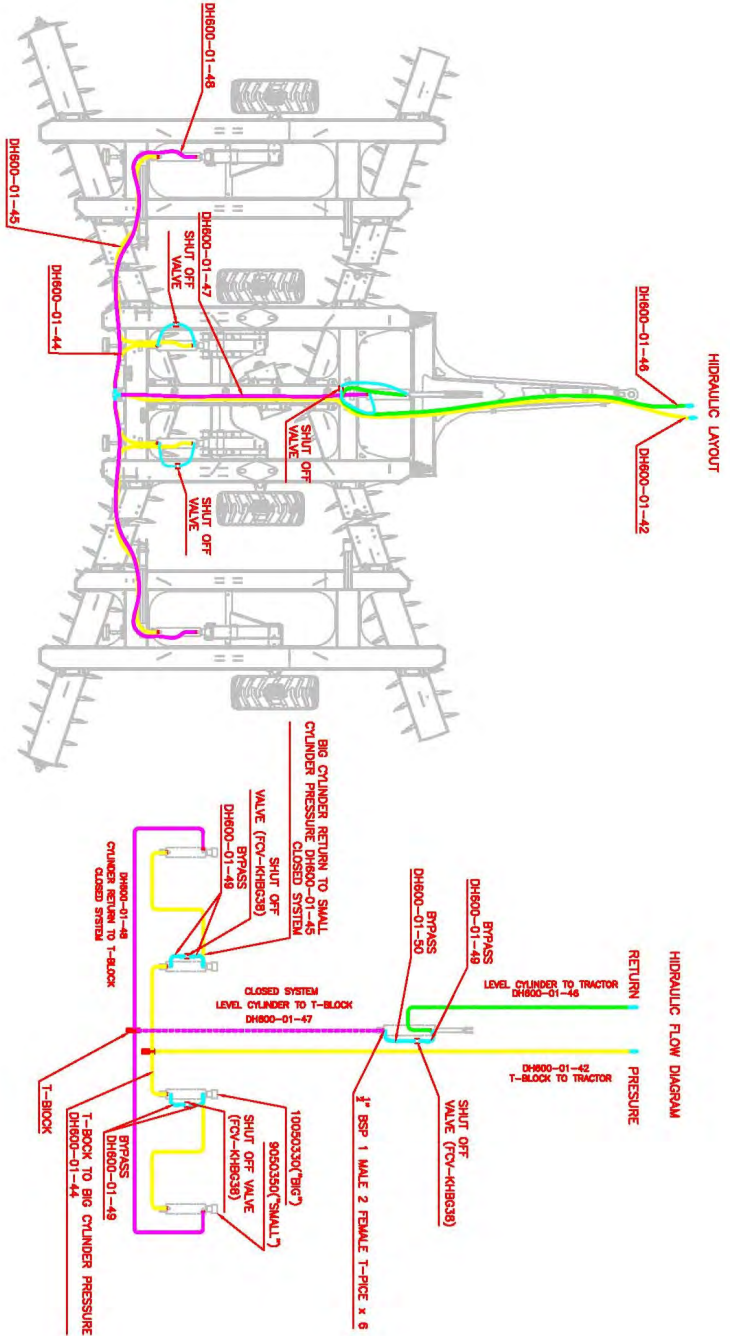 HIDRAULIC LAYOUT
DH600-01-46
DH600-01-42
DH600-01-48
DH600-01-47
SHUT OFF
VALVE
DH600-01-45
DH600-01-44
SHUT OFF
VALVE
SHUT OFF
VALVE
HIDRAULIC FLOW DIAGRAM
RETURN
PRESURE
LEVEL CYLINDER TO TRACTOR
DH600-01-46
DH600-01-42
T-BLOCK TO TRACTOR
BYPASS
DH600-01-49
BYPASS
DH600-01-50
SHUT OFF
VALVE (FCV-KHBG38)
½" BSP 1 MALE 2 FEMALE T-PICE x 6
CLOSED SYSTEM
LEVEL CYLINDER TO T-BLOCK
DH600-01-47
BIG CYLINDER RETURN TO SMALL
CYLINDER PRESSURE DH600-01-45
CLOSED SYSTEM
SHUT OFF
VALVE (FCV-KHBG38)
BYPASS
DH600-01-49
DH600-01-48
CYLINDER RETURN TO T-BLOCK
CLOSED SYSTEM
10050330("BIG")
9050350("SMALL")
SHUT OFF VALVE
(FCV-KHBG38)
BYPASS
DH600-01-49
T-BOCK TO BIG CYLINDER PRESSURE
DH600-01-44
T-BlOCK